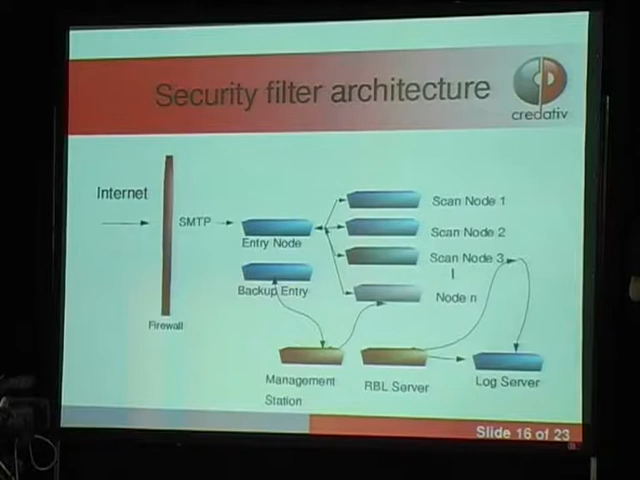 Security filter architecture
credativ
Internet
SMTP
Firewall
Entry Node
Backup Entry
Scan Node 1
Scan Node 2
Scan Node 3
Node n
Management
Station
RBL Server
Log Server
Slide 16 of 23